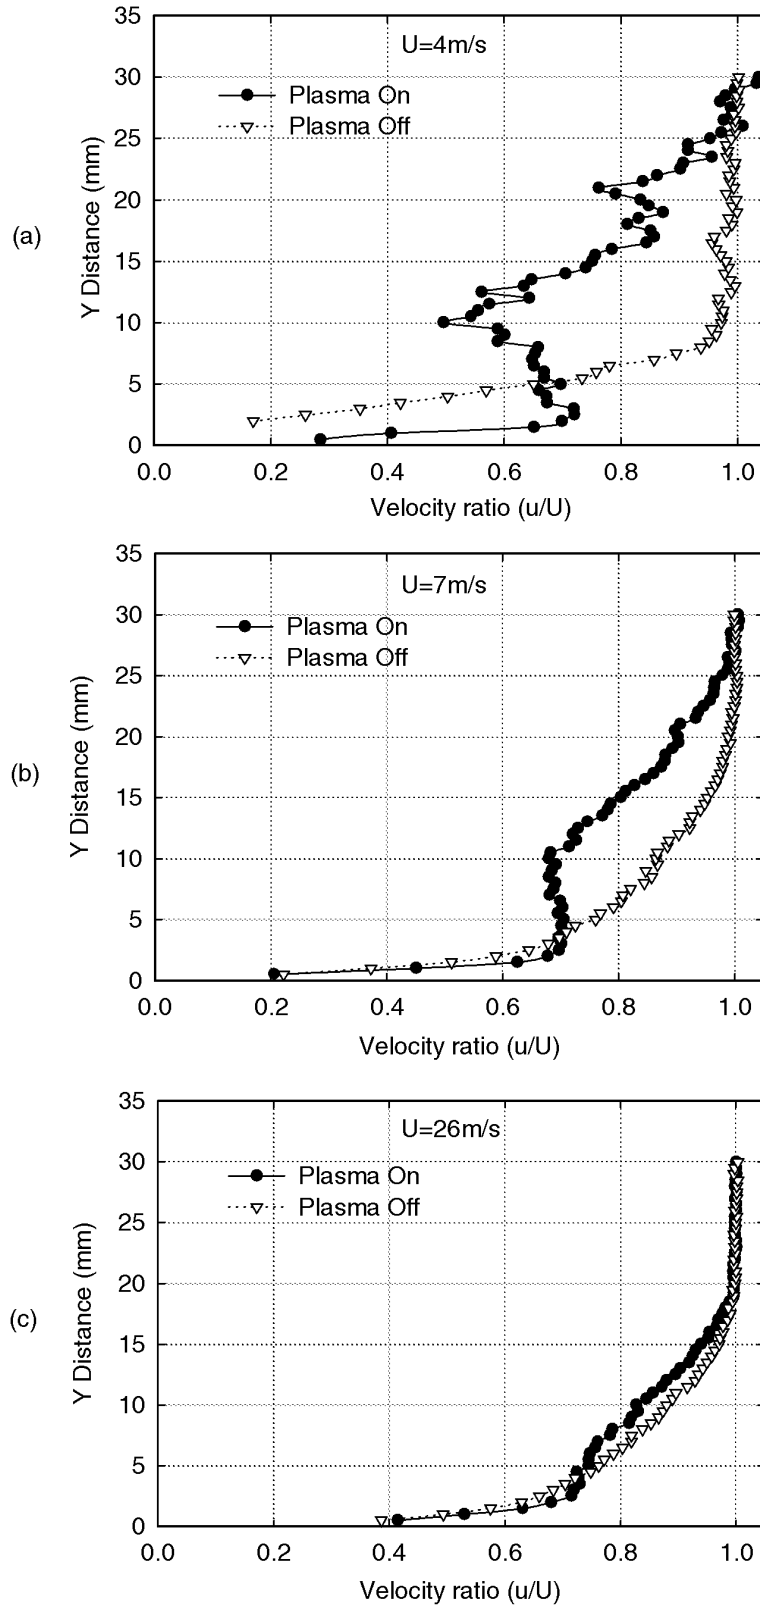 35
U=4m/s
30
Plasma On
25
Plasma Off
20
(a)
Y Distance (mm)
15
10
5
0
0.0 0.2 0.4 0.6 0.8 1.0
Velocity ratio (u/U)
35
U=7m/s
30
Plasma On
Plasma Off
25
20
(b)
Y Distance (mm)
15
10
5
0
0.0 0.2 0.4 0.6 0.8 1.0
Velocity ratio (u/U)
35
U=26m/s
30
Plasma On
Plasma Off
25
20
(c)
Y Distance (mm)
15
10
5
0
0.0 0.2 0.4 0.6 0.8 1.0
Velocity ratio (u/U)